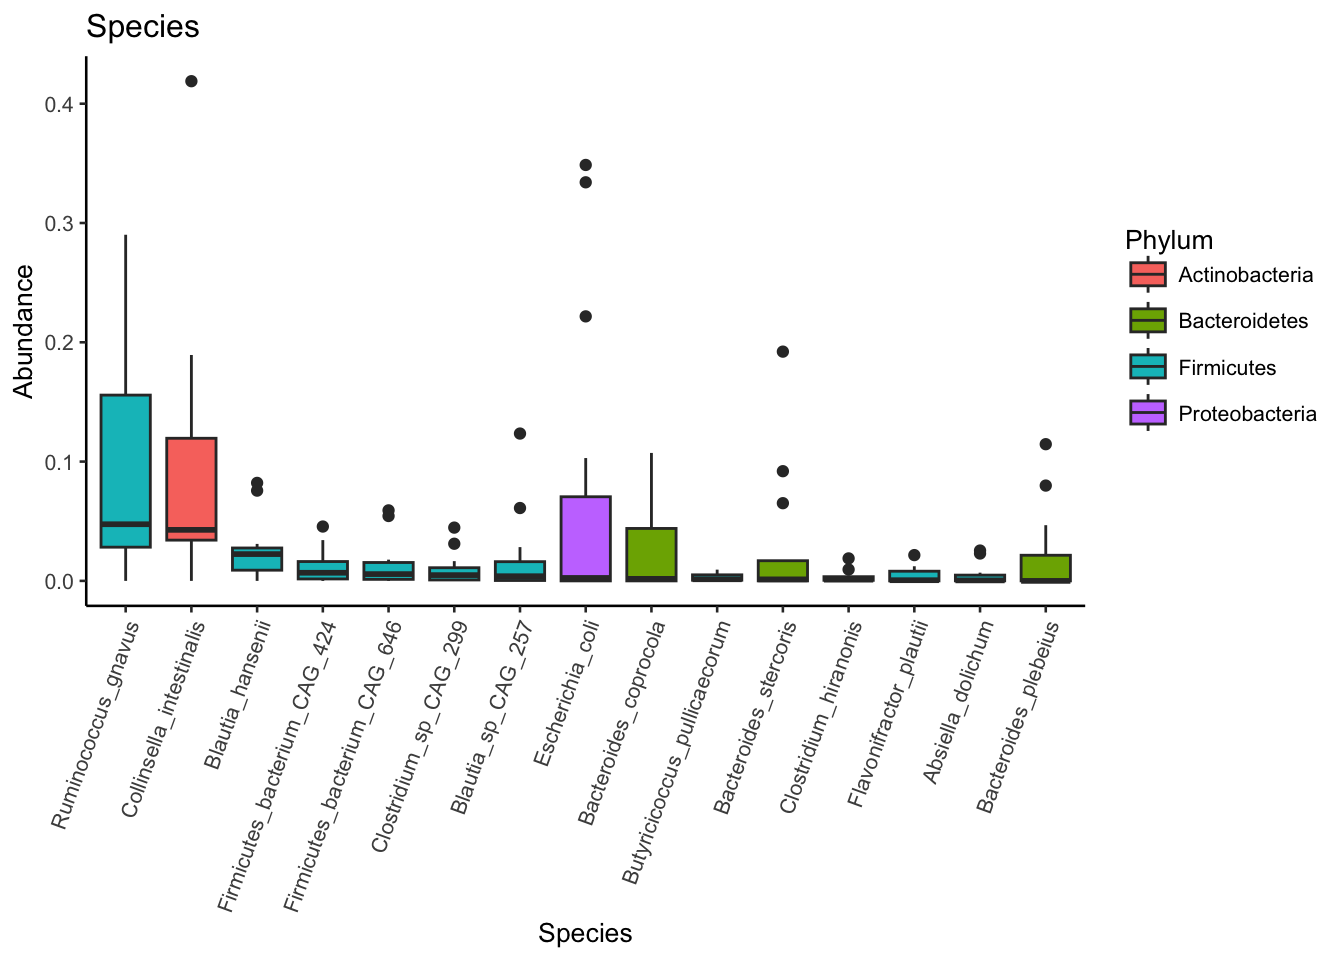 Species
Abundance
0.4
0.3
0.2
0.1
0.0
Ruminococcus_gnavus
Collinsella_intestinalis
Blautia_hansenii
Firmicutes_bacterium_CAG_424
Firmicutes_bacterium_CAG_646
Clostridium_sp_CAG_299
Blautia_sp_CAG_257
Escherichia_coli
Bacteroides_coprocola
Butyricicoccus_pullicaecorum
Bacteroides_stercoris
Clostridium_hiranonis
Flavonifractor_plautii
Absiella_dolichum
Bacteroides_plebeius
Species
Phylum
Actinobacteria
Bacteroidetes
Firmicutes
Proteobacteria